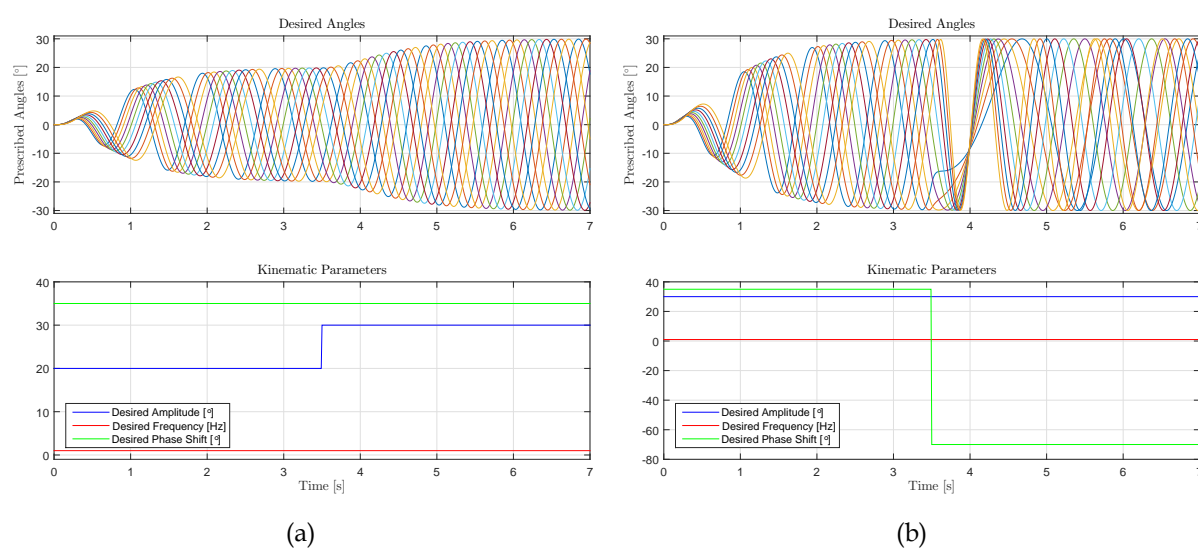 Desired Angles
30
20
10
0
-10
-20
-30
Prescribed Angles [°]
0 1 2 3 4 5 6 7
Kinematic Parameters
40
30
20
10
0
Desired Amplitude [°]
Desired Frequency [Hz]
Desired Phase Shift [°]
0 1 2 3 4 5 6 7
Time [s]
(a)
Desired Angles
30
20
10
0
-10
-20
-30
Prescribed Angles [°]
0 1 2 3 4 5 6 7
Kinematic Parameters
40
20
0
-20
-40
-60
-80
Desired Amplitude [°]
Desired Frequency [Hz]
Desired Phase Shift [°]
0 1 2 3 4 5 6 7
Time [s]
(b)